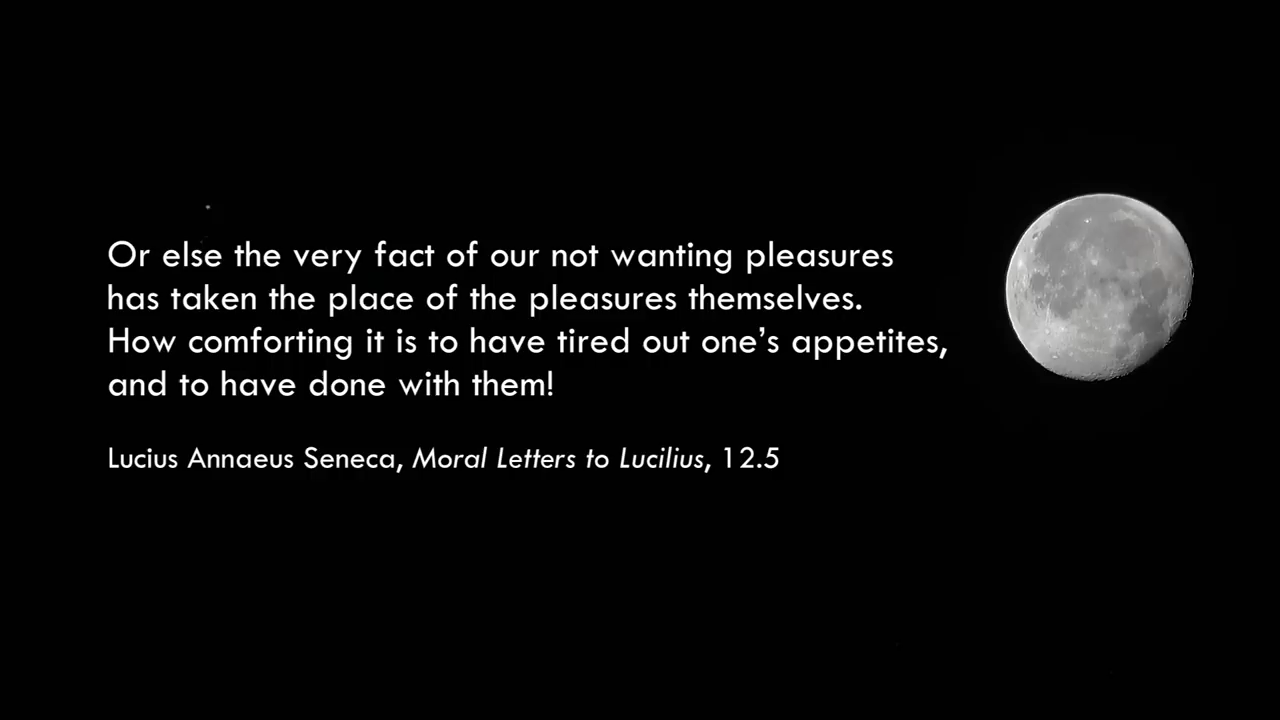 Or else the very fact of our not wanting pleasures
has taken the place of the pleasures themselves.
How comforting it is to have tired out one’s appetites,
and to have done with them!
Lucius Annaeus Seneca, Moral Letters to Lucilius, 12.5